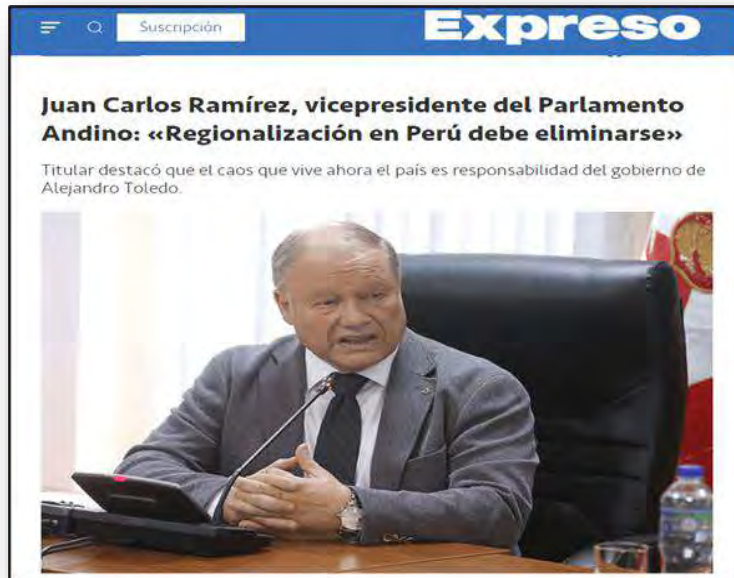 Suscripción
Expreso
Juan Carlos Ramírez, vicepresidente del Parlamento
Andino: «Regionalización en Perú debe eliminarse»
Titular destacó que el caos que vive ahora el país es responsabilidad del gobierno de
Alejandro Toledo.